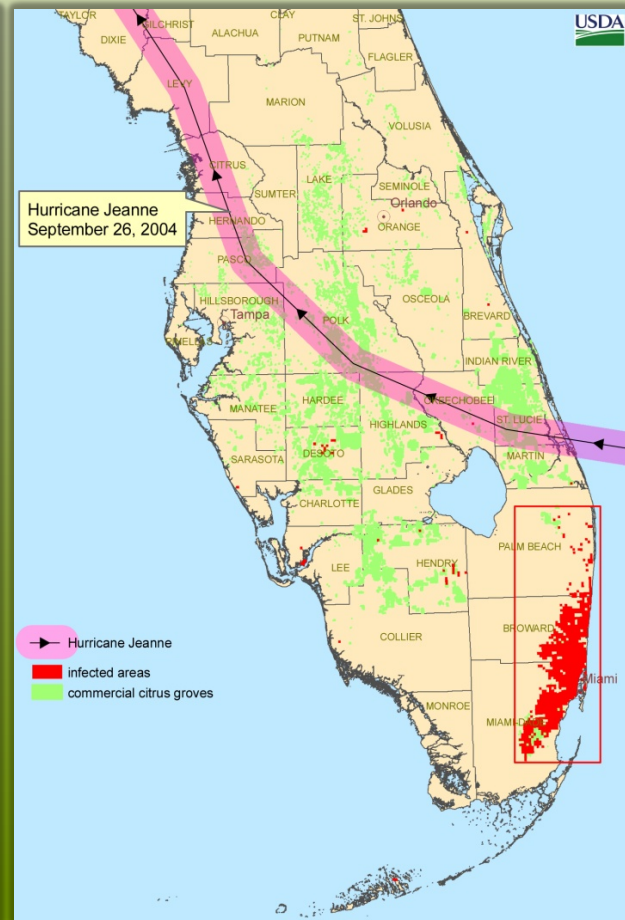 TAYLOR
GILCHRIST
CLAY
ST. JOHNS
USDA
DIXIE
ALACHUA
PUTNAM
FLAGLER
LEVY
MARION
VOLUSIA
CITRUS
LAKE
SEMINOLE
SUMTER
Orlando
Hurricane Jeanne
September 26, 2004
HERNANDO
ORANGE
PASCO
HILLSBOROUGH
OSCEOLA
Tampa
POLK
BREVARD
PINELLAS
INDIAN RIVER
HARDEE
OKEECHOBEE
MANATEE
HIGHLANDS
ST. LUCIE
SARASOTA
DESOTO
MARTIN
CHARLOTTE
GLADES
PALM BEACH
LEE
HENDRY
BROWARD
COLLIER
Hurricane Jeanne
infected areas
Miami
commercial citrus groves
MONROE
MIAMI-DADE